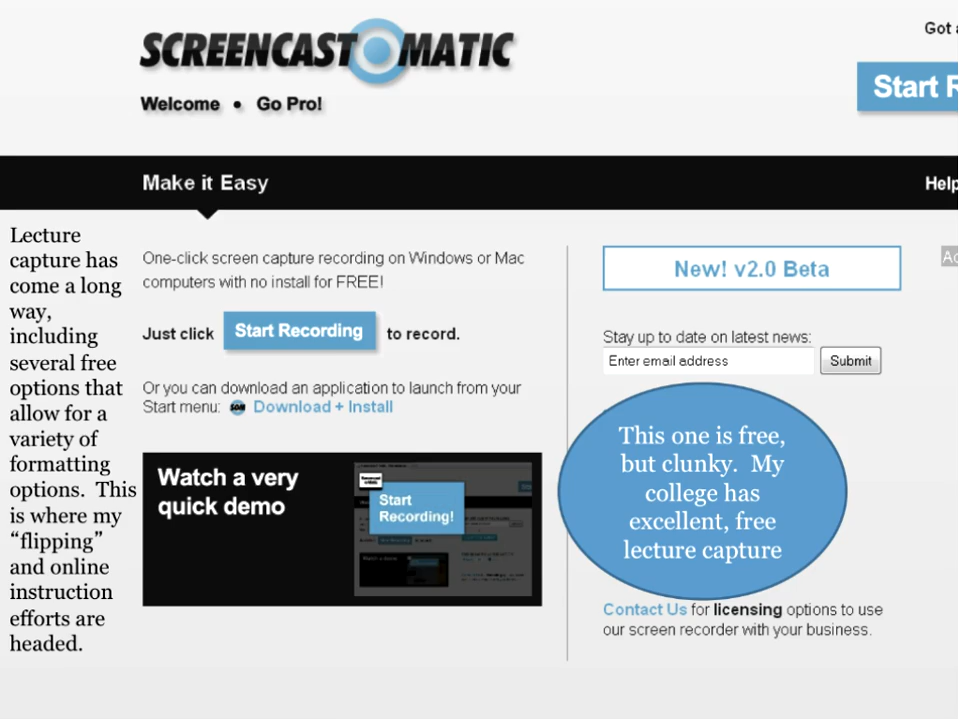 SCREENCAST O MATIC
Got
Welcome • Go Pro!
Start
Make it Easy
Help
Lecture
capture has
come a long
way,
including
several free
options that
allow for a
variety of
formatting
options. This
is where my
“flipping”
and online
instruction
efforts are
headed.
One-click screen capture recording on Windows or Mac
computers with no install for FREE!
Just click Start Recording to record.
Or you can download an application to launch from your
Start menu: SOM Download + Install
Watch a very
quick demo
Start
Recording!
New! v2.0 Beta
Stay up to date on latest news:
Enter email address Submit
This one is free,
but clunky. My
college has
excellent, free
lecture capture
Contact Us for licensing options to use
our screen recorder with your business.